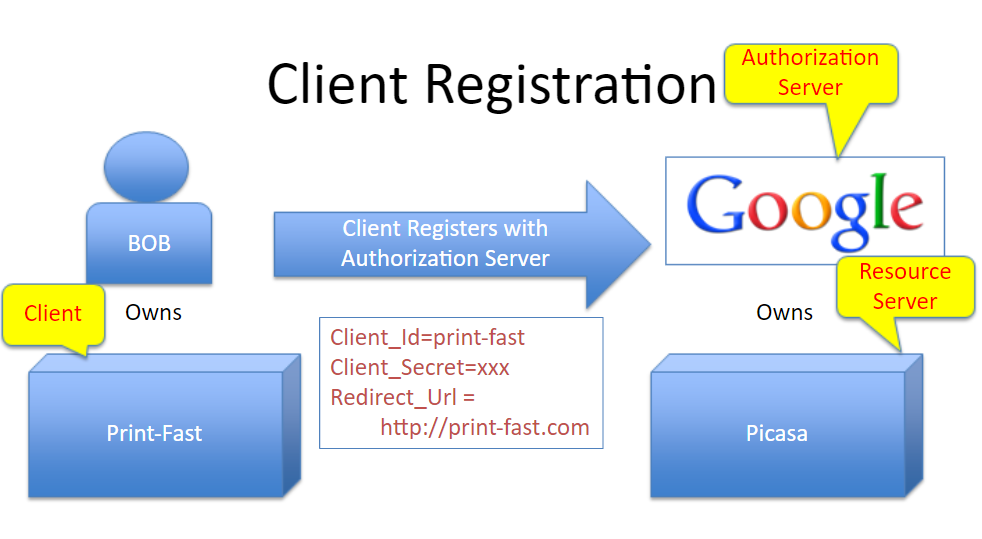 Client Registration
Authorization
Server
Google
BOB
Client Registers with
Authorization Server
Resource
Server
Client
Owns
Owns
Client_Id=print-fast
Client_Secret=xxx
Redirect_Url =
http://print-fast.com
Print-Fast
Picasa